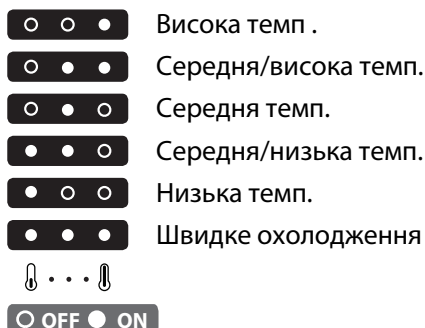 Висока темп .
Середня/висока темп.
Середня темп.
Середня/низька темп.
Низька темп.
Швидке охолодження
OFF ON